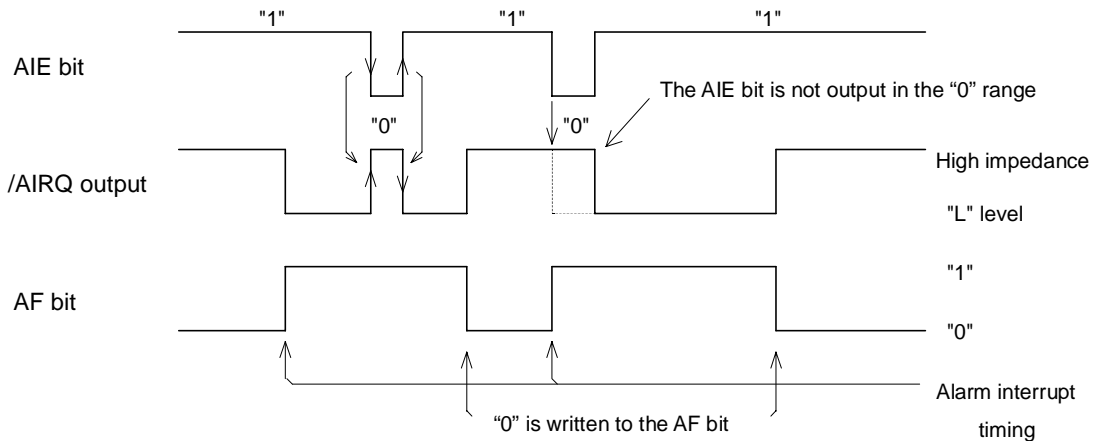 "1" "1" "1"
AIE bit
The AIE bit is not output in the “0” range
"0" "0"
High impedance
/AIRQ output
"L" level
"1"
AF bit
"0"
Alarm interrupt
timing
“0” is written to the AF bit